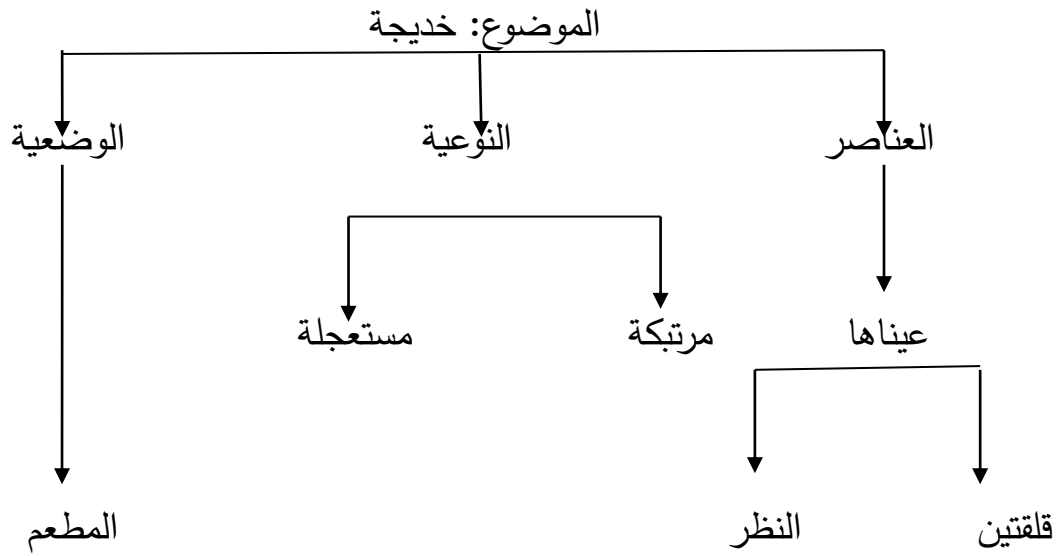 الموضوع: خديجة
العناصر النوعية الوضعية
عيناها مرتبكة مستعجلة
قلقتين النظر المطعم